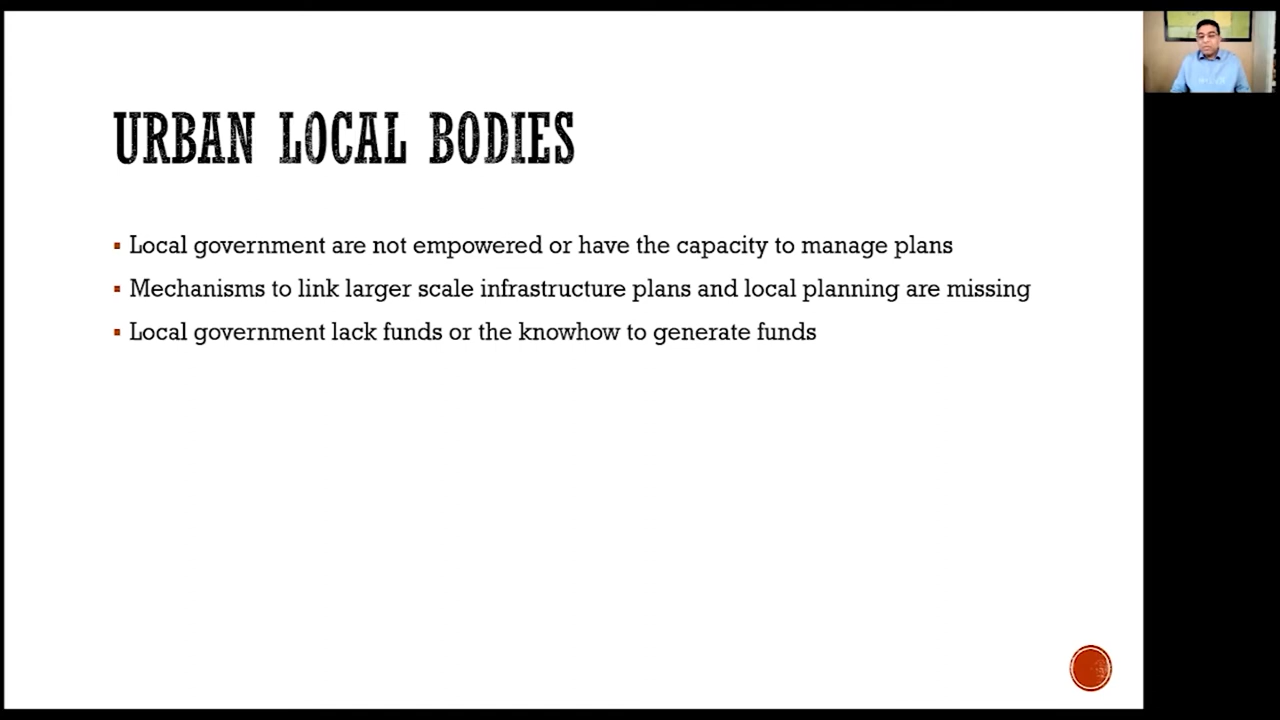 URBAN LOCAL BODIES
▪ Local government are not empowered or have the capacity to manage plans
▪ Mechanisms to link larger scale infrastructure plans and local planning are missing
▪ Local government lack funds or the knowhow to generate funds